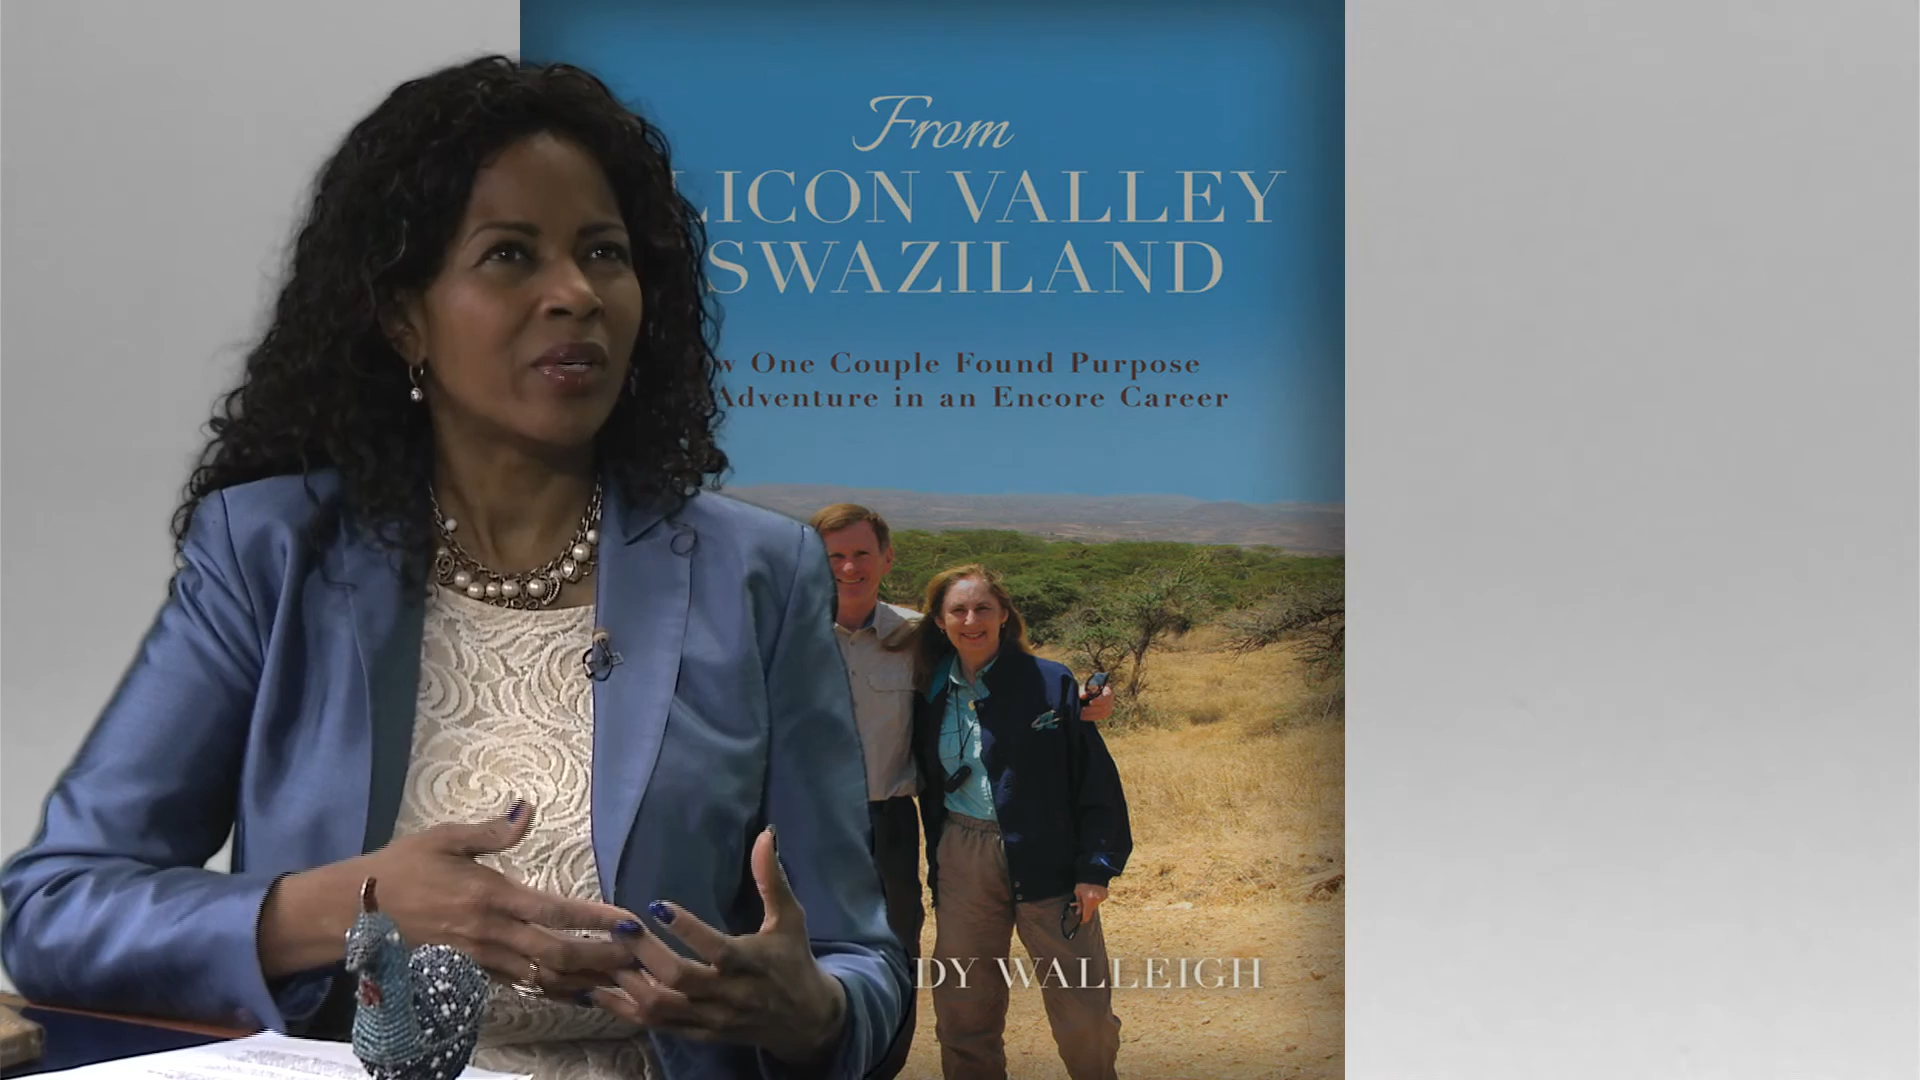 From
LICON VALLEY
SWAZILAND
w One Couple Found Purpose
Adventure in an Encore Career
DY WALLEIGH